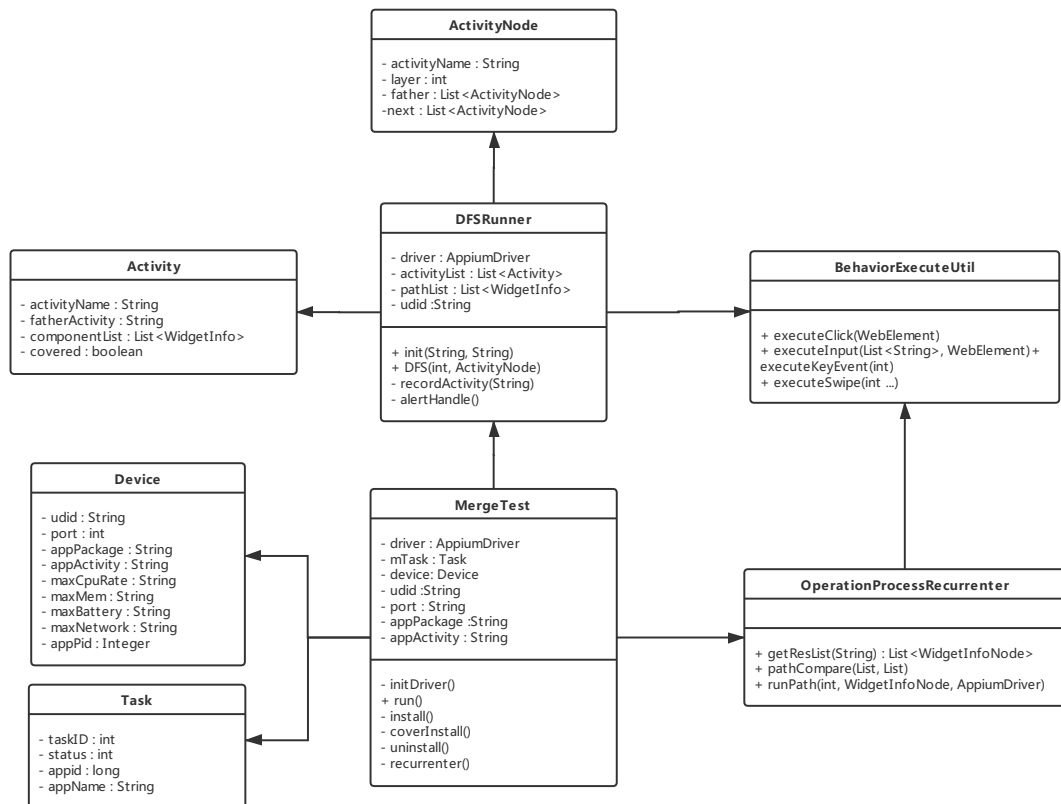 ActivityNode
- activityName : String
- layer : int
- father : List<ActivityNode>
-next : List<ActivityNode>
DFSRunner
- driver : AppiumDriver
- activityList : List<Activity>
- pathList : List<WidgetInfo>
- udid :String
+ init(String, String)
+ DFS(int, ActivityNode)
- recordActivity(String)
- alertHandle()
Activity
- activityName : String
- fatherActivity : String
- componentList : List<WidgetInfo>
- covered : boolean
BehaviorExecuteUtil
+ executeClick(WebElement)
+ executeInput(List<String>, WebElement) +
executeKeyEvent(int)
+ executeSwipe(int ...)
Device
- udid : String
- port : int
- appPackage : String
- appActivity : String
- maxCpuRate : String
- maxMem : String
- maxBattery : String
- maxNetwork : String
- appPid : Integer
MergeTest
- driver : AppiumDriver
- mTask : Task
- device: Device
- udid :String
- port : String
- appPackage :String
- appActivity : String
- initDriver()
+ run()
- install()
- coverInstall()
- uninstall()
- recurrenter()
OperationProcessRecurrenter
+ getResList(String) : List<WidgetInfoNode>
+ pathCompare(List, List)
+ runPath(int, WidgetInfoNode, AppiumDriver)
Task
- taskID : int
- status : int
- appid : long
- appName : String